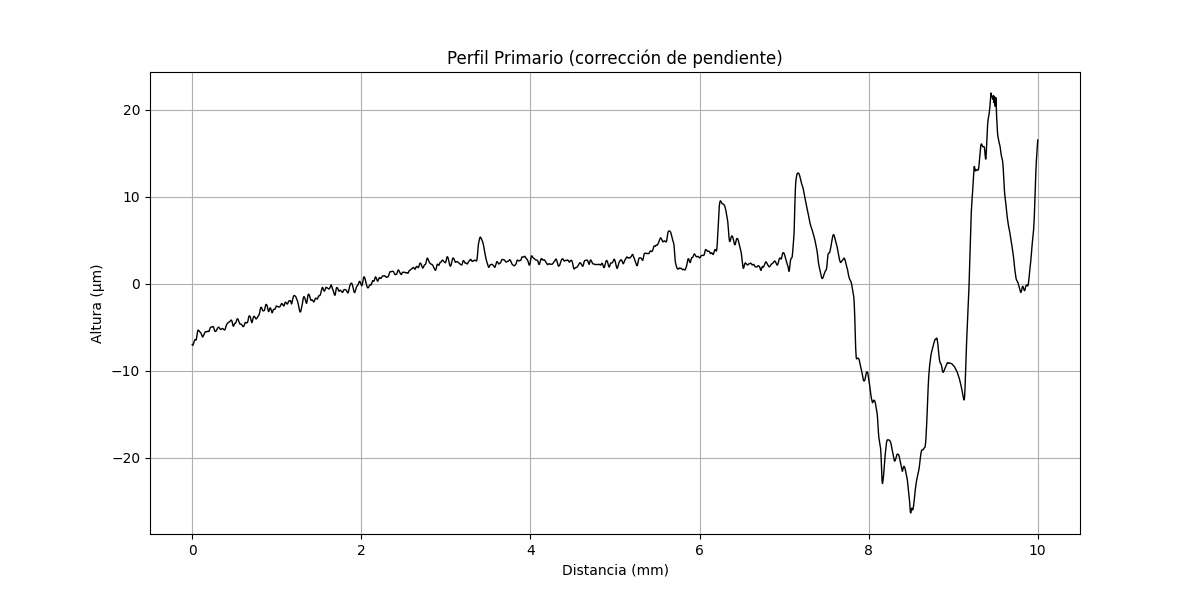 Perfil Primario (corrección de pendiente)
Altura (μm)
20
10
0
−10
−20
0 2 4 6 8 10
Distancia (mm)